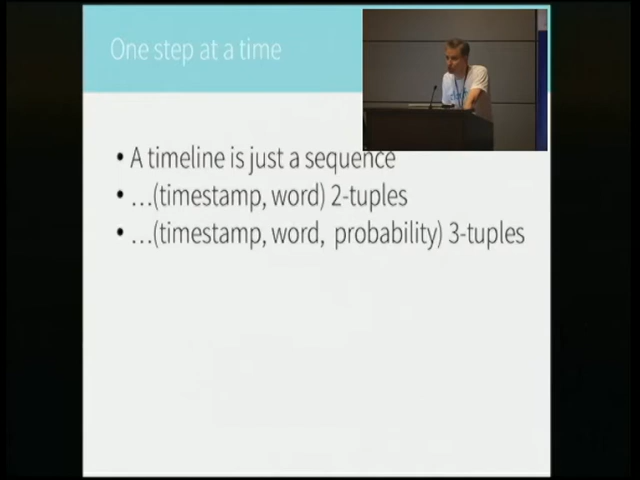 One step at a time
• A timeline is just a sequence
• …(timestamp, word) 2-tuples
• …(timestamp, word, probability) 3-tuples